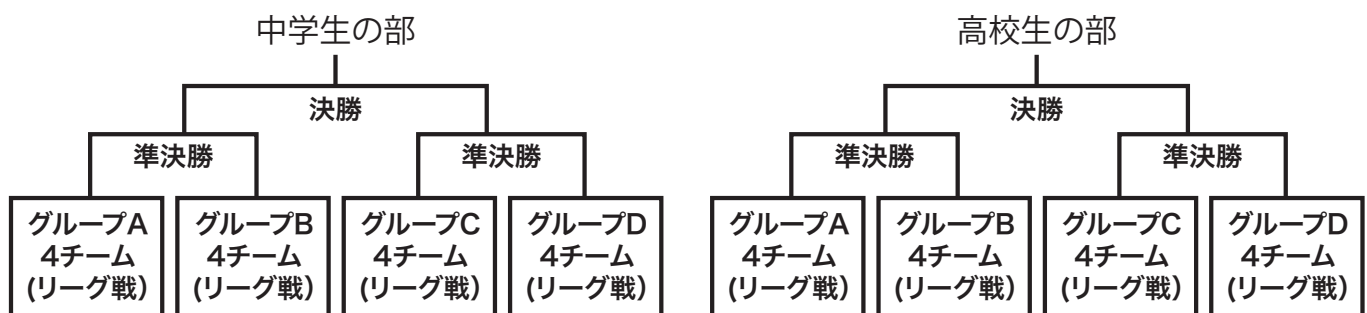 中学生の部
決勝
準決勝
準決勝
グループA
4チーム
(リーグ戦）
グループB
4チーム
(リーグ戦）
グループC
4チーム
(リーグ戦）
グループD
4チーム
(リーグ戦）
高校生の部
決勝
準決勝
準決勝
グループA
4チーム
(リーグ戦）
グループB
4チーム
(リーグ戦）
グループC
4チーム
(リーグ戦）
グループD
4チーム
(リーグ戦）